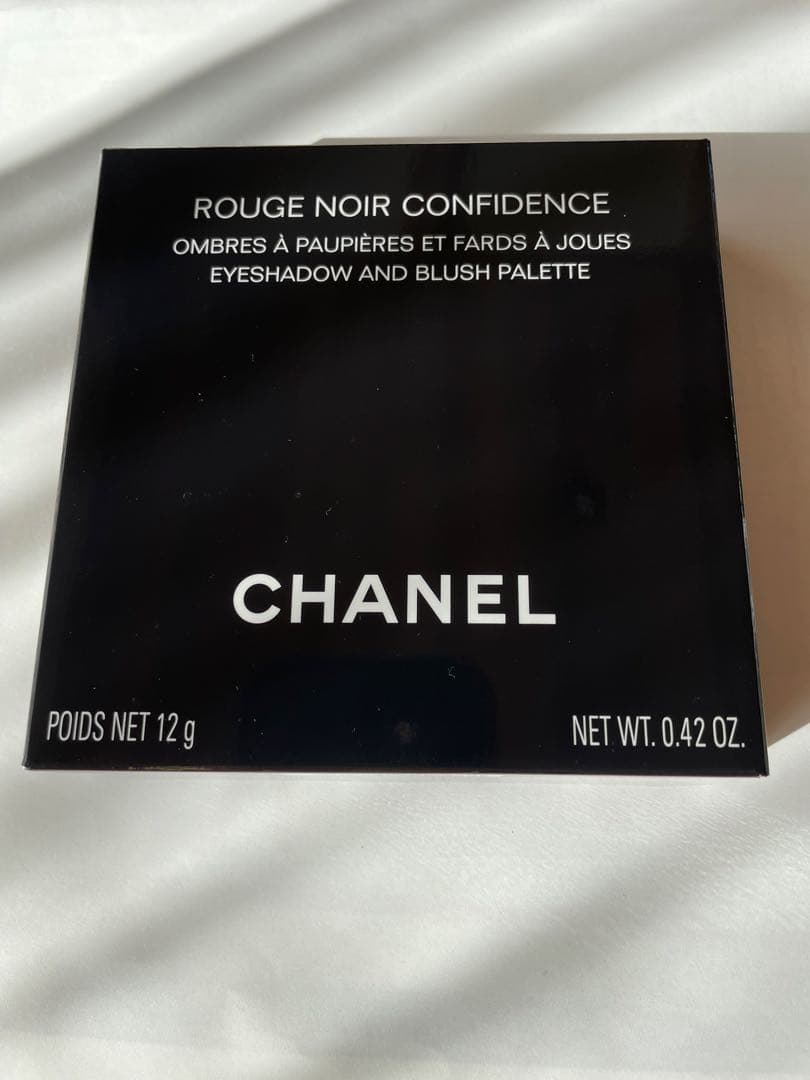 ROUGE NOIR CONFIDENCE
OMBRES À PAUPIÈRES ET FARDS À JOUES
EYESHADOW AND BLUSH PALETTE
CHANEL
POIDS NET 12 g
NET WT. 0.42 OZ.